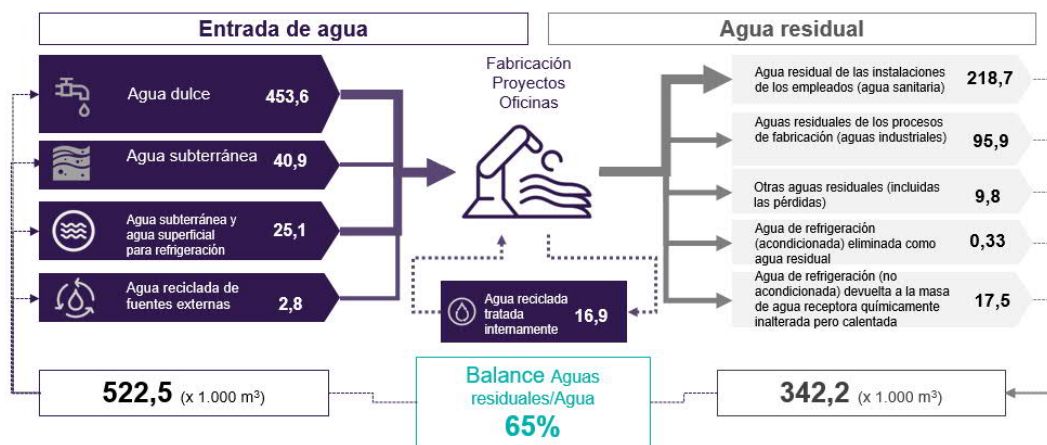 Entrada de agua
Agua residual
Agua dulce 453,6
Agua subterránea 40,9
Agua subterránea y
agua superficial
para refrigeración
25,1
Agua reciclada de
fuentes externas
2,8
Fabricación
Proyectos
Oficinas
Agua reciclada
tratada
internamente
16,9
Agua residual de las instalaciones
de los empleados (agua sanitaria)
218,7
Aguas residuales de los procesos
de fabricación (aguas industriales)
95,9
Otras aguas residuales (incluidas
las pérdidas)
9,8
Agua de refrigeración
(acondicionada) eliminada como
agua residual
0,33
Agua de refrigeración (no
acondicionada) devuelta a la masa
de agua receptora químicamente
inalterada pero calentada
17,5
522,5 (x 1.000 m³)
Balance Aguas
residuales/Agua
65%
342,2 (x 1.000 m³)